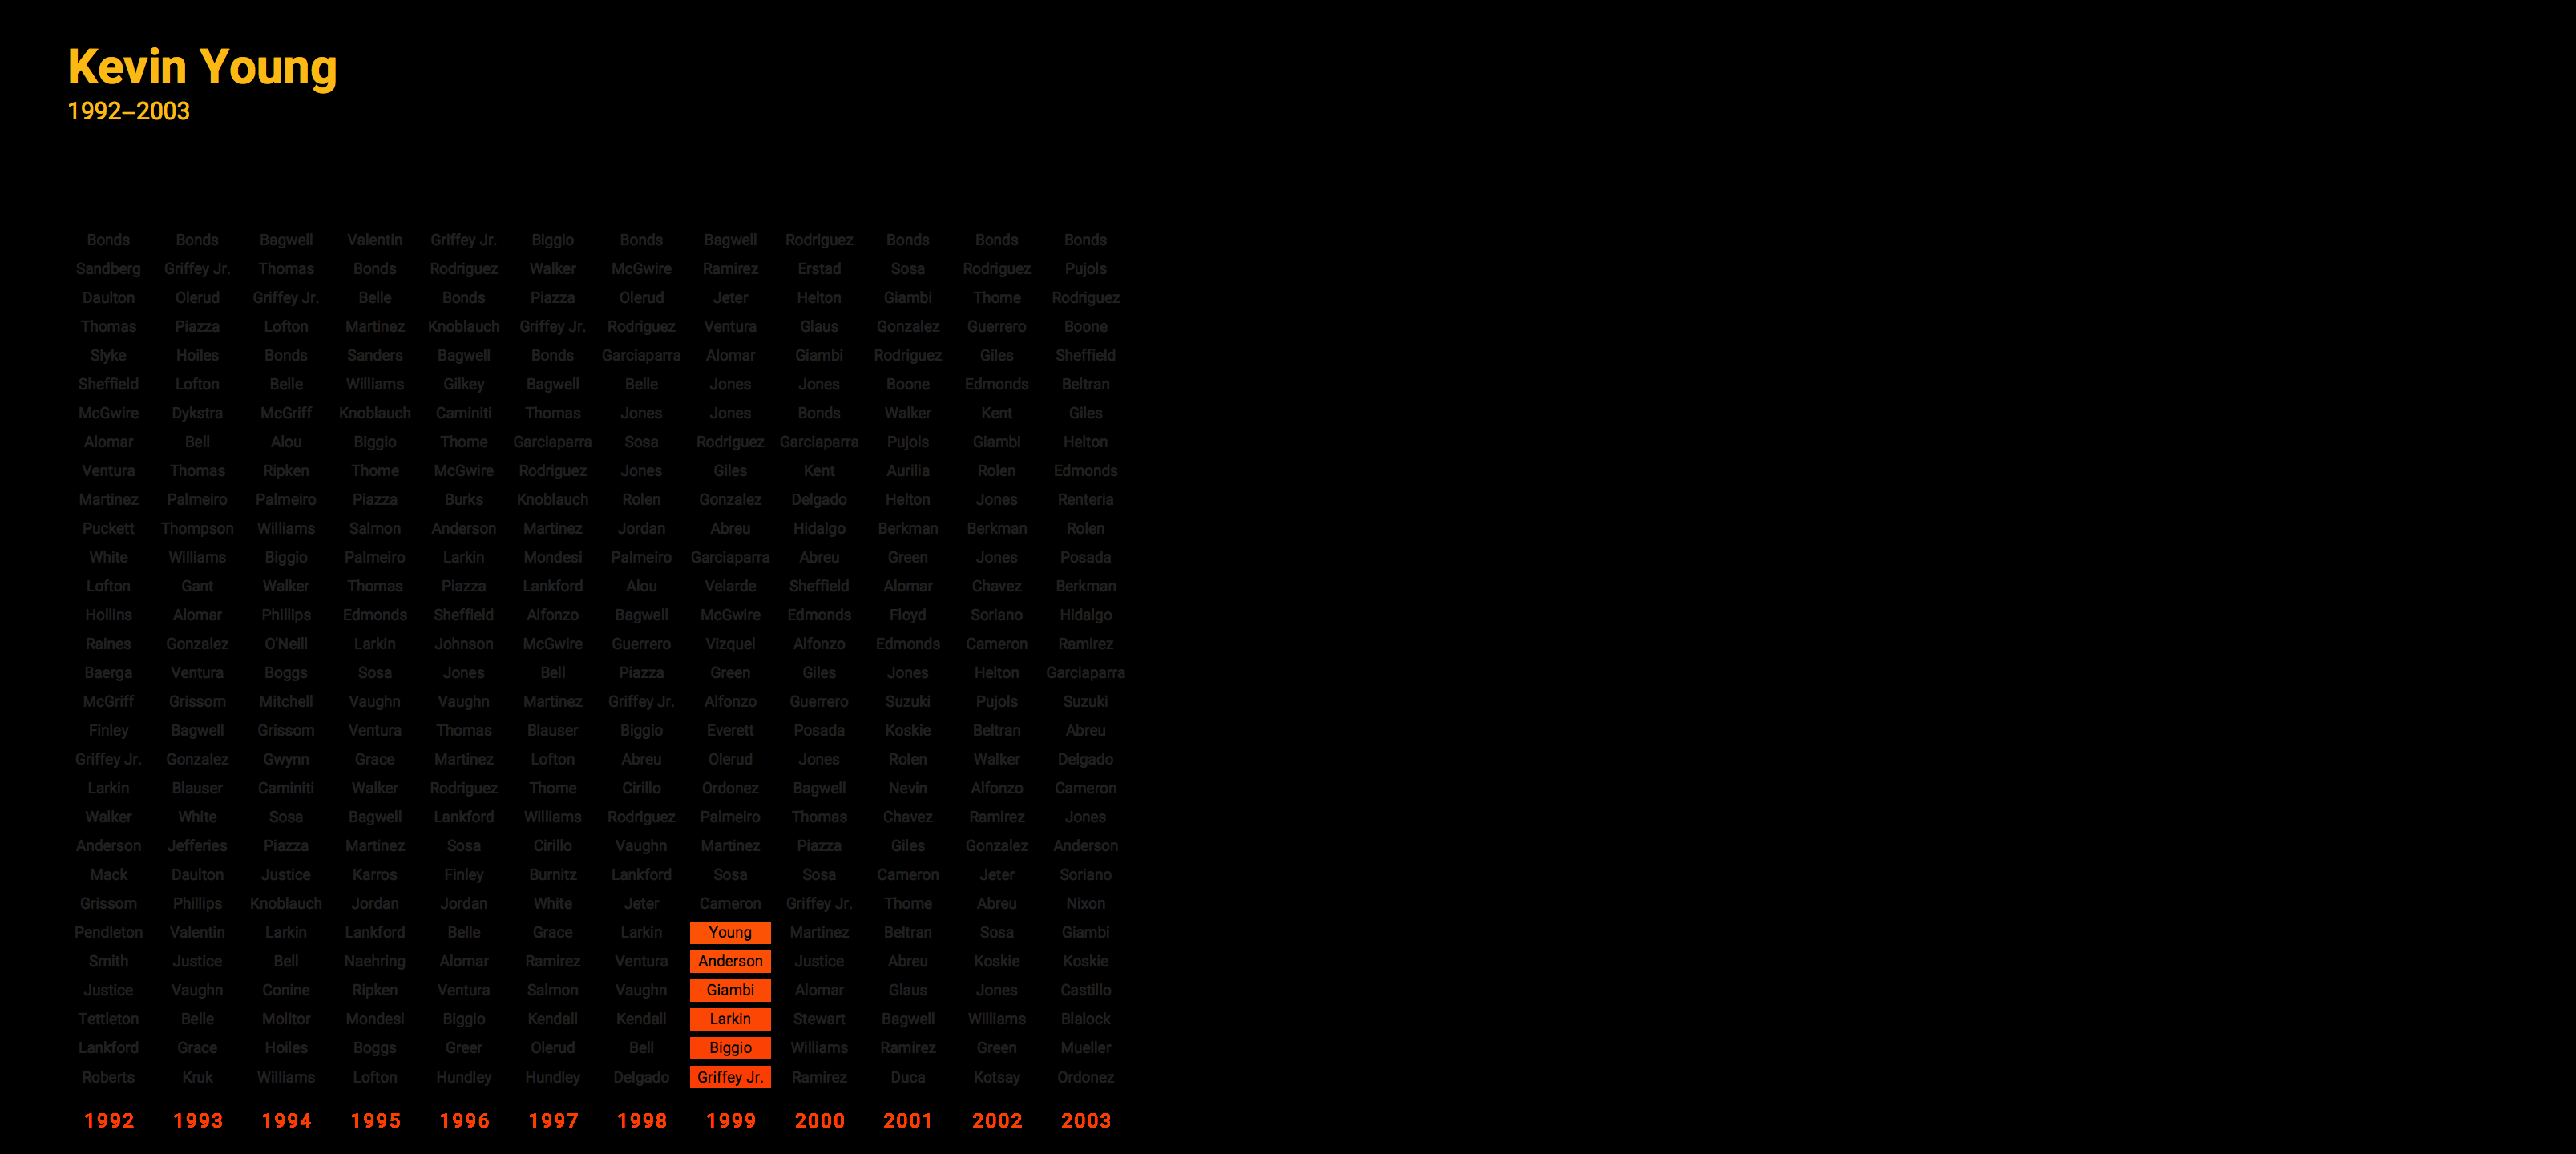 Kevin Young
1992–2003
Bonds Bonds Bagwell Valentin Griffey Jr. Biggio Bonds Bagwell Rodriguez Bonds Bonds Bonds
Sandberg Griffey Jr. Thomas Bonds Rodriguez Walker McGwire Ramirez Erstad Sosa Rodriguez Pujols
Daulton Olerud Griffey Jr. Belle Bonds Piazza Olerud Jeter Helton Giambi Thome Rodriguez
Thomas Piazza Lofton Martinez Knoblauch Griffey Jr. Rodriguez Ventura Glaus Gonzalez Guerrero Boone
Slyke Hoiles Bonds Sanders Bagwell Bonds Garciaparra Alomar Giambi Rodriguez Giles Sheffield
Sheffield Lofton Belle Williams Gilkey Bagwell Belle Jones Jones Boone Edmonds Beltran
McGwire Dykstra McGriff Knoblauch Caminiti Thomas Jones Jones Bonds Walker Kent Giles
Alomar Bell Alou Biggio Thome Garciaparra Sosa Rodriguez Garciaparra Pujols Giambi Helton
Ventura Thomas Ripken Thome McGwire Rodriguez Jones Giles Kent Aurilia Rolen Edmonds
Martinez Palmeiro Palmeiro Piazza Burks Knoblauch Rolen Gonzalez Delgado Helton Jones Renteria
Puckett Thompson Williams Salmon Anderson Martinez Jordan Abreu Hidalgo Berkman Berkman Rolen
White Williams Biggio Palmeiro Larkin Mondesi Palmeiro Garciaparra Abreu Green Jones Posada
Lofton Gant Walker Thomas Piazza Lankford Alou Velarde Sheffield Alomar Chavez Berkman
Hollins Alomar Phillips Edmonds Sheffield Alfonzo Bagwell McGwire Edmonds Floyd Soriano Hidalgo
Raines Gonzalez O'Neill Larkin Johnson McGwire Guerrero Vizquel Alfonzo Edmonds Cameron Ramirez
Baerga Ventura Boggs Sosa Jones Bell Piazza Green Giles Jones Helton Garciaparra
McGriff Grissom Mitchell Vaughn Vaughn Martinez Griffey Jr. Alfonzo Guerrero Suzuki Pujols Suzuki
Finley Bagwell Grissom Ventura Thomas Blauser Biggio Everett Posada Koskie Beltran Abreu
Griffey Jr. Gonzalez Gwynn Grace Martinez Lofton Abreu Olerud Jones Rolen Walker Delgado
Larkin Blauser Caminiti Walker Rodriguez Thome Cirillo Ordonez Bagwell Nevin Alfonzo Cameron
Walker White Sosa Bagwell Lankford Williams Rodriguez Palmeiro Thomas Chavez Ramirez Jones
Anderson Jefferies Piazza Martinez Sosa Cirillo Vaughn Martinez Piazza Giles Gonzalez Anderson
Mack Daulton Justice Karros Finley Burnitz Lankford Sosa Sosa Cameron Jeter Soriano
Grissom Phillips Knoblauch Jordan Jordan White Jeter Cameron Griffey Jr. Thome Abreu Nixon
Pendleton Valentin Larkin Lankford Belle Grace Larkin Young Martinez Beltran Sosa Giambi
Smith Justice Bell Naehring Alomar Ramirez Ventura Anderson Justice Abreu Koskie Koskie
Justice Vaughn Conine Ripken Ventura Salmon Vaughn Giambi Alomar Glaus Jones Castillo
Tettleton Belle Molitor Mondesi Biggio Kendall Kendall Larkin Stewart Bagwell Williams Blalock
Lankford Grace Hoiles Boggs Greer Olerud Bell Biggio Williams Ramirez Green Mueller
Roberts Kruk Williams Lofton Hundley Hundley Delgado Griffey Jr. Ramirez Duca Kotsay Ordonez
1992 1993 1994 1995 1996 1997 1998 1999 2000 2001 2002 2003